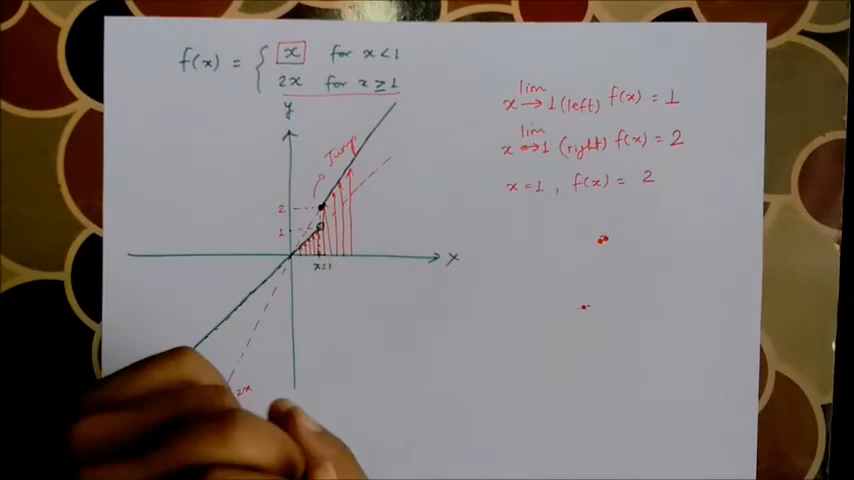 f(x) = { x for x < 1
2x for x ≥ 1
y
Jump
2
1
x=1
x
2x
lim
x → 1 (left) f(x) = 1
lim
x → 1 (right) f(x) = 2
x = 1 , f(x) = 2